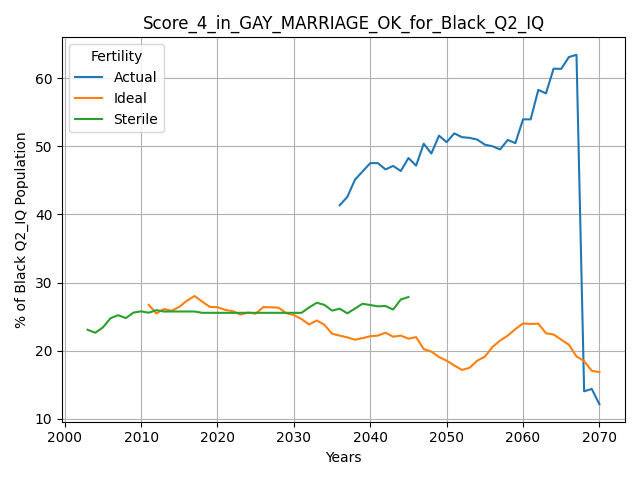 Score_4_in_GAY_MARRIAGE_OK_for_Black_Q2_IQ
Fertility
Actual
Ideal
Sterile
% of Black Q2_IQ Population
60
50
40
30
20
10
2000 2010 2020 2030 2040 2050 2060 2070
Years